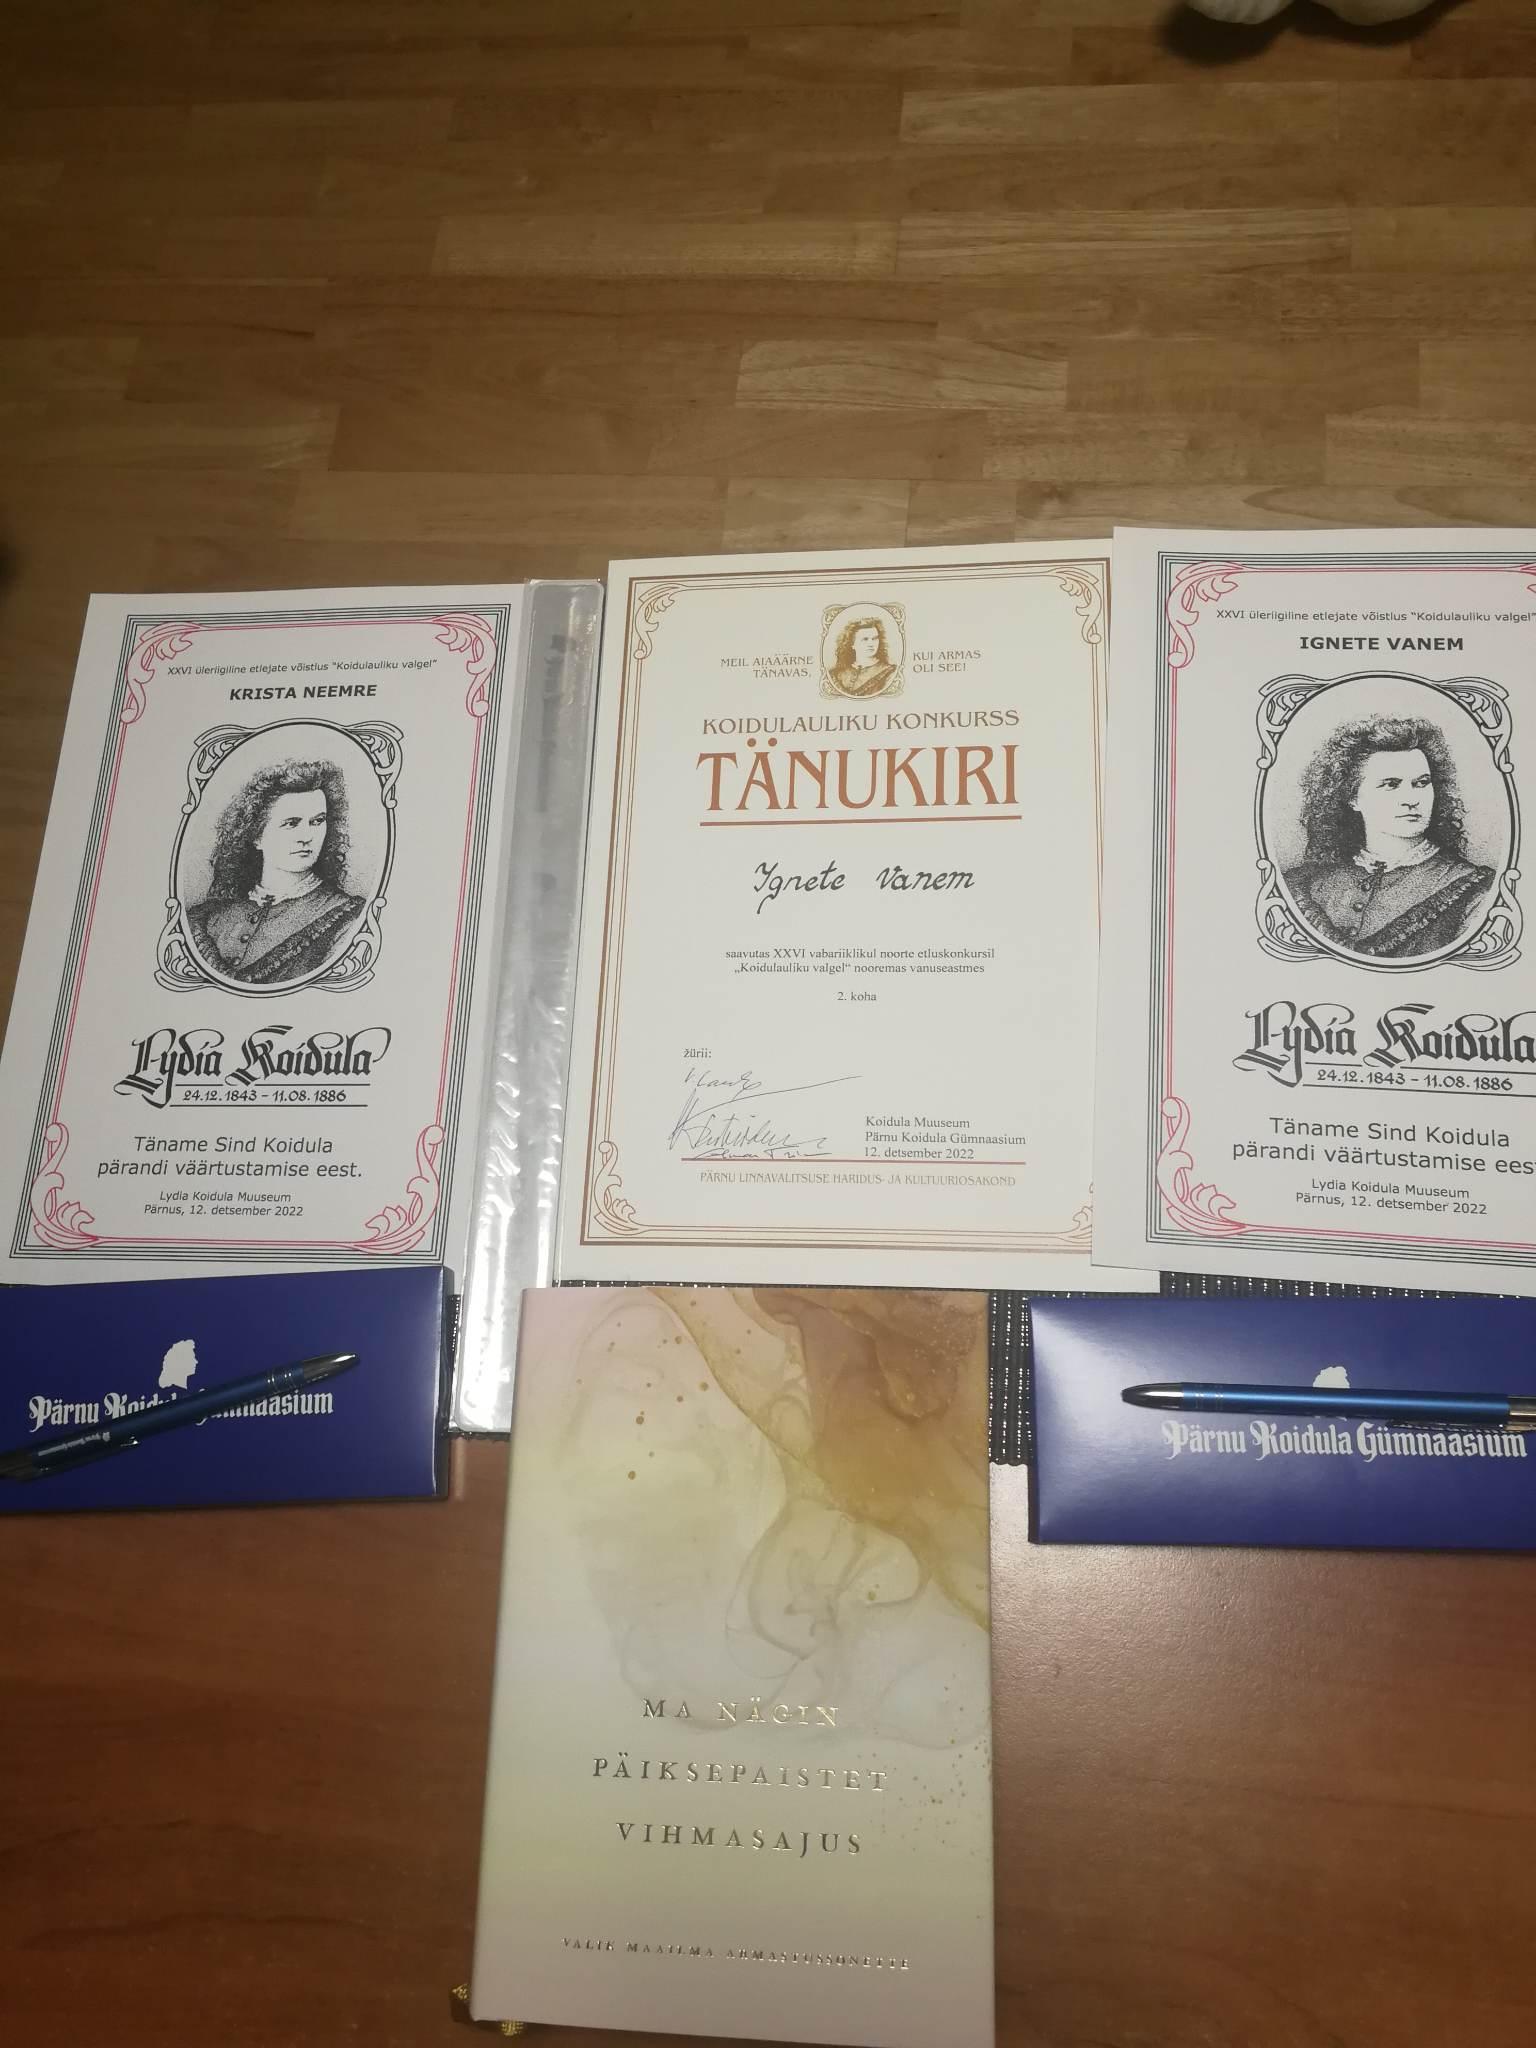 XXVI üleriigiline etlejate võistlus "Koidulauliku valgel"
KRISTA NEEMRE
Lydia Koidula
24.12.1843 – 11.08.1886
Täname Sind Koidula
pärandi väärtustamise eest.
Lydia Koidula Muuseum
Pärnus, 12. detsember 2022
MEIL AIAÄÄRNE
TÄNAVAS,
KUI ARMAS
OLI SEE!
KOIDULAULIKU KONKURSS
TÄNUKIRI
Ignete Vanem
saavutas XXVI vabariiklikul noorte etluskonkursil
„Koidulauliku valgel“ nooremas vanuseastmes
2. koha
žürii:
Koidula Muuseum
Pärnu Koidula Gümnaasium
12. detsember 2022
PÄRNU LINNAVALITSUSE HARIDUS- JA KULTUURIOSAKOND
XXVI üleriigiline etlejate võistlus "Koidulauliku valgel"
IGNETE VANEM
Lydia Koidula
24.12.1843 – 11.08.1886
Täname Sind Koidula
pärandi väärtustamise eest
Lydia Koidula Muuseum
Pärnus, 12. detsember 2022
Pärnu Koidula Gümnaasium
Pärnu Koidula Gümnaasium
MA NÄGIN
PÄIKSEPAISTET
VIHMASAJUS
VALIK MAAILMA ARMASTUSSONETTE